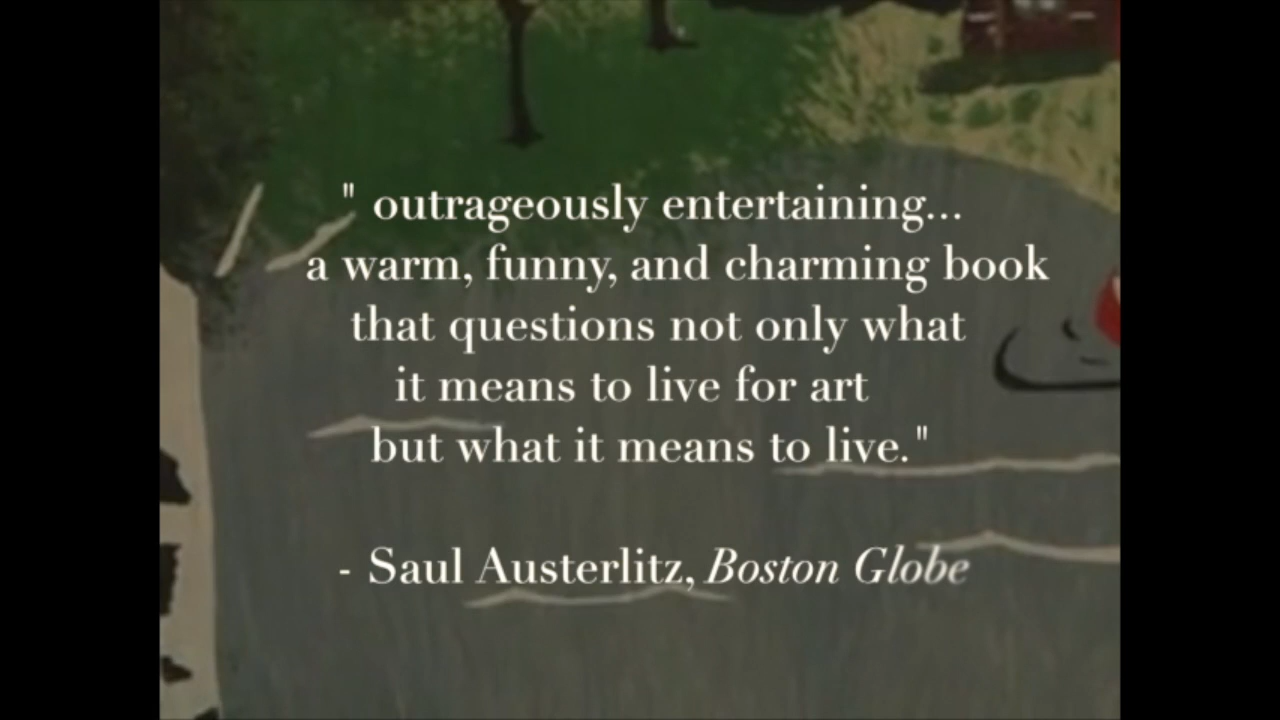 " outrageously entertaining...
a warm, funny, and charming book
that questions not only what
it means to live for art
but what it means to live."
- Saul Austerlitz, Boston Globe